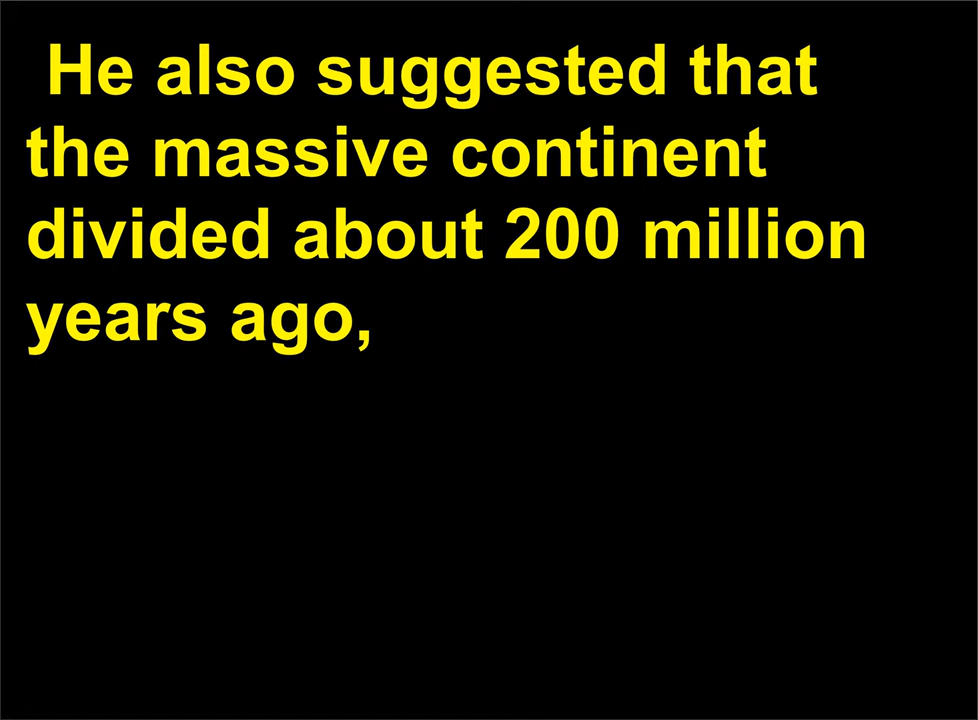 He also suggested that
the massive continent
divided about 200 million
years ago,